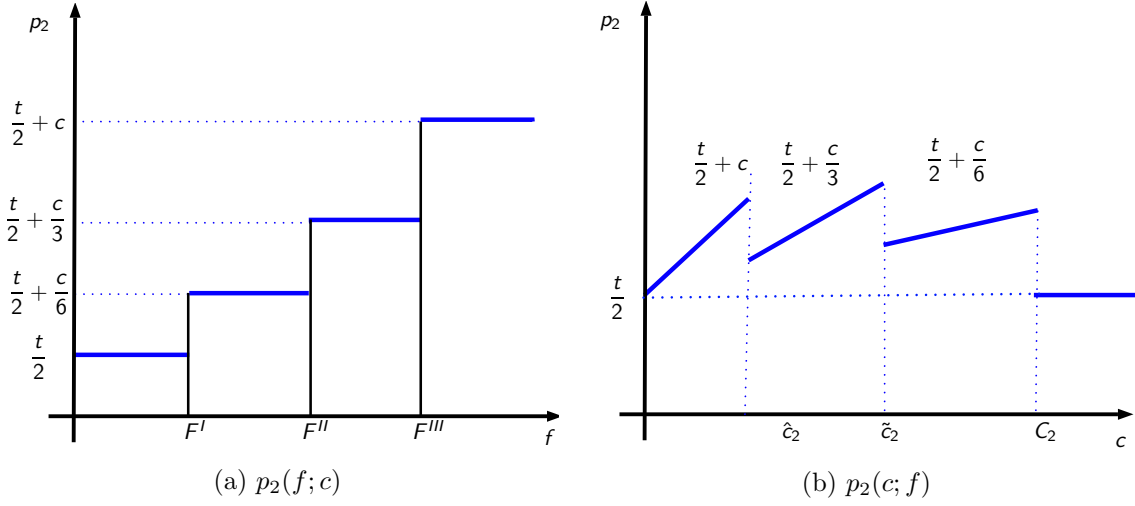 p₂
t/2 + c
t/2 + c/3
t/2 + c/6
t/2
F^I
F^II
F^III
f
(a) p₂(f; c)
p₂
t/2 + c
t/2 + c/3
t/2 + c/6
t/2
ĉ₂
c̃₂
C₂
c
(b) p₂(c; f)